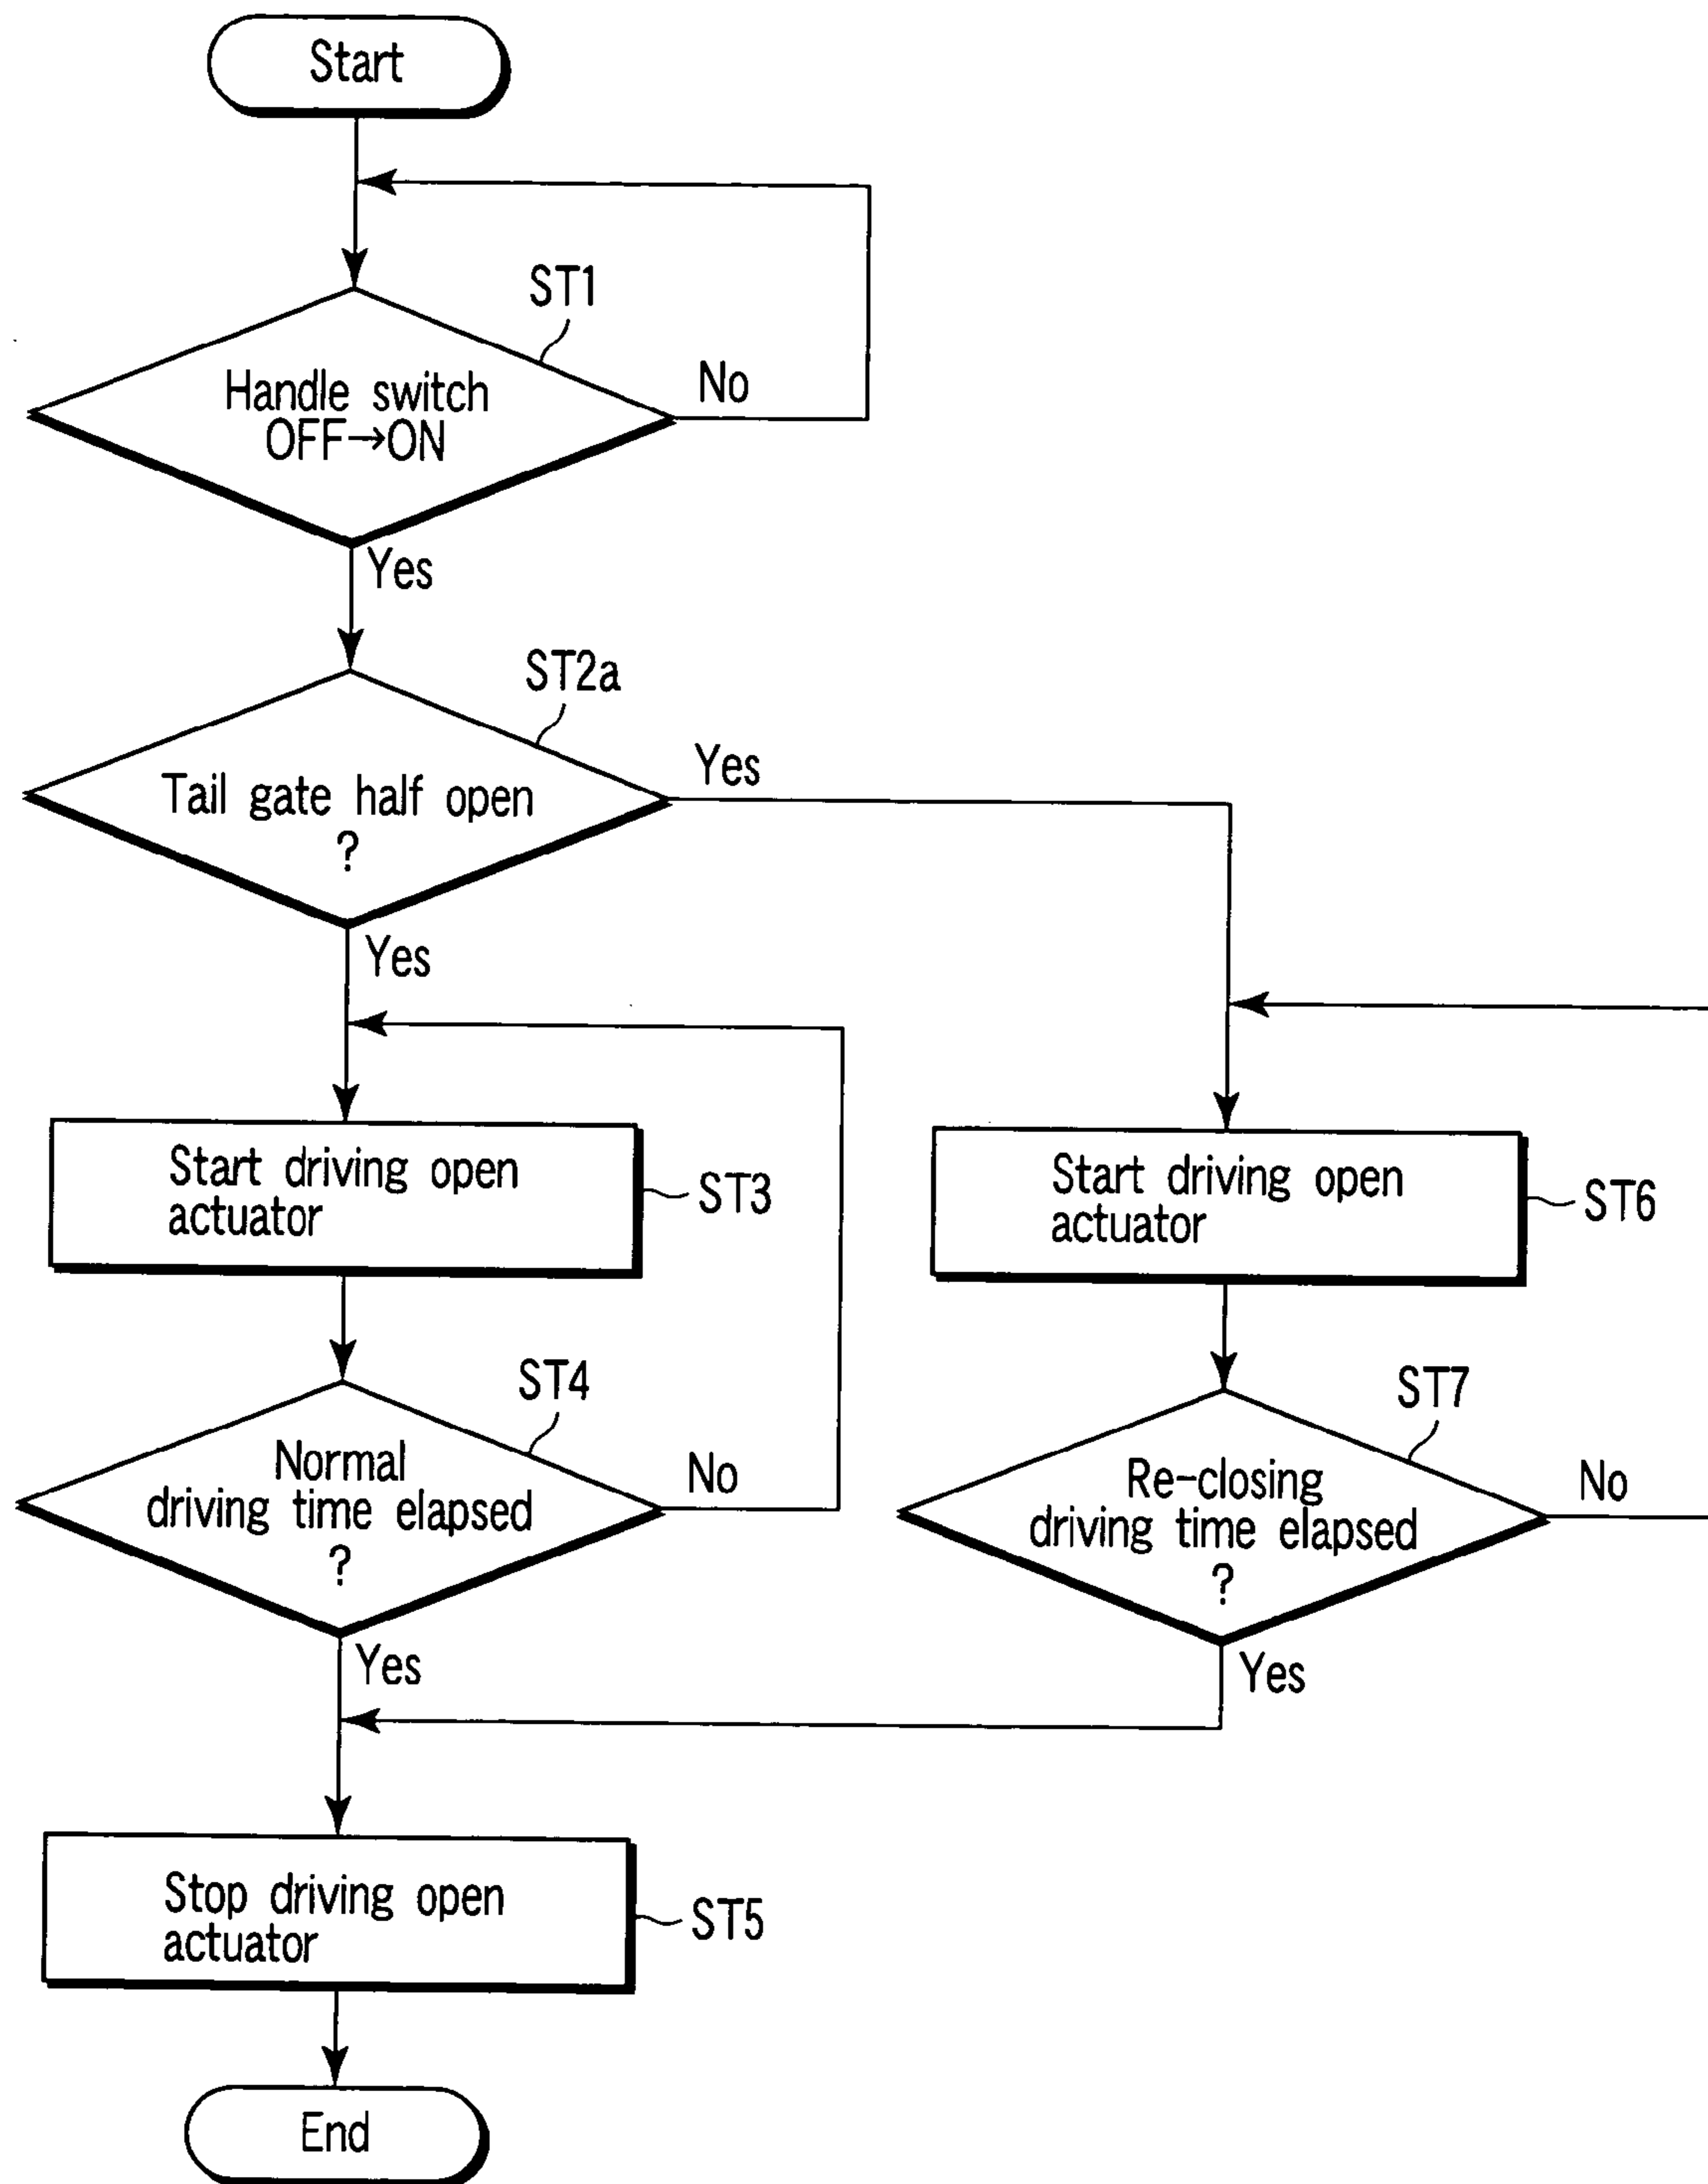 Start
ST1
Handle switch
OFF→ON
No
Yes
ST2a
Tail gate half open
?
Yes
Yes
Start driving open
actuator
ST3
Start driving open
actuator
ST6
ST4
Normal
driving time elapsed
?
No
ST7
Re-closing
driving time elapsed
?
No
Yes
Yes
Stop driving open
actuator
ST5
End